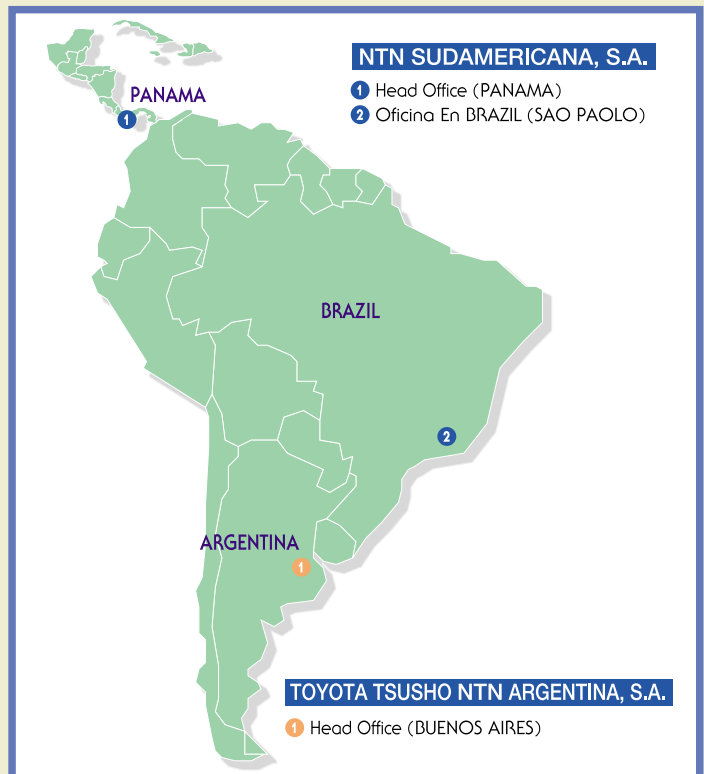 NTN SUDAMERICANA, S.A.
1 Head Office (PANAMA)
2 Oficina En BRAZIL (SAO PAOLO)
PANAMA
1
BRAZIL
2
ARGENTINA
1
TOYOTA TSUSHO NTN ARGENTINA, S.A.
1 Head Office (BUENOS AIRES)